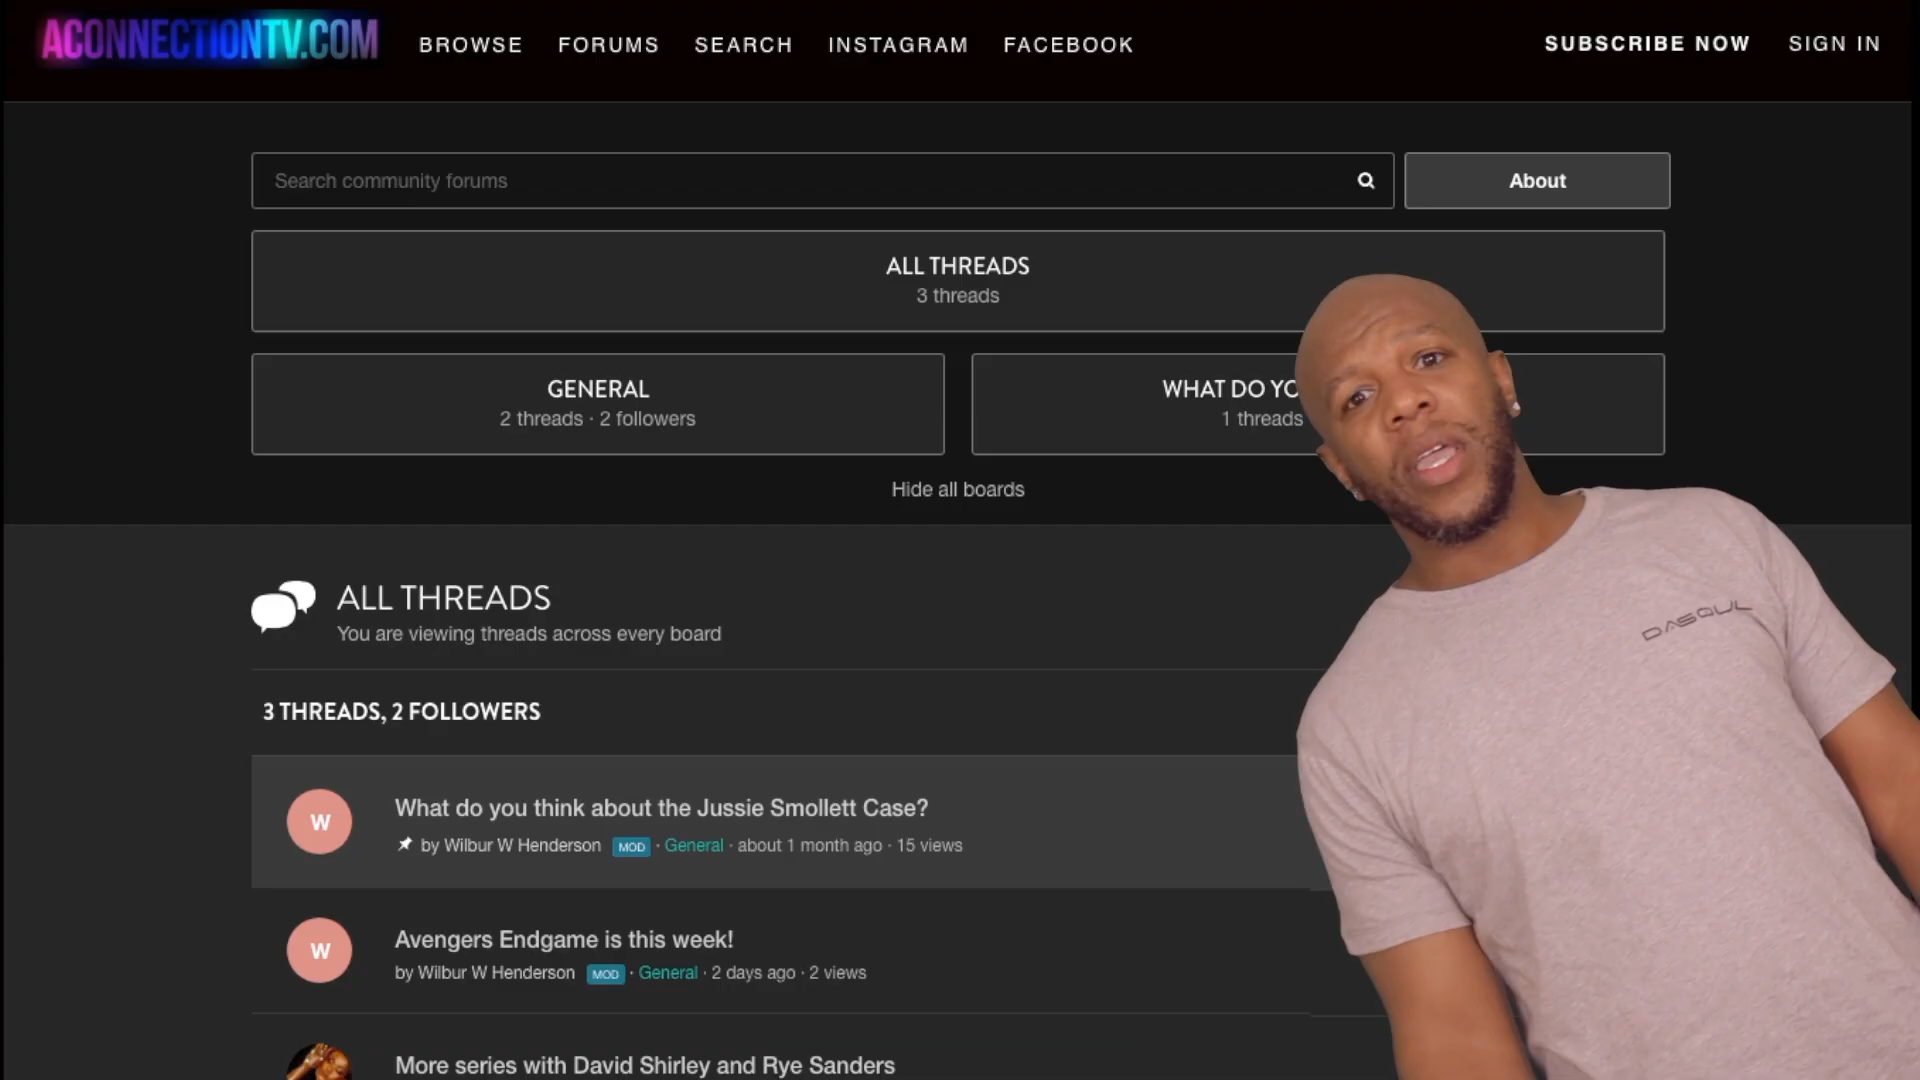 ACONNECTIONTV.COM BROWSE FORUMS SEARCH INSTAGRAM FACEBOOK SUBSCRIBE NOW SIGN IN
Search community forums About
ALL THREADS
3 threads
GENERAL WHAT DO
2 threads · 2 followers 1 threads
Hide all boards
ALL THREADS
You are viewing threads across every board
3 THREADS, 2 FOLLOWERS
W What do you think about the Jussie Smollett Case?
by Wilbur W Henderson MOD · General · about 1 month ago · 15 views
W Avengers Endgame is this week!
by Wilbur W Henderson MOD · General · 2 days ago · 2 views
More series with David Shirley and Rye Sanders
DASQUL